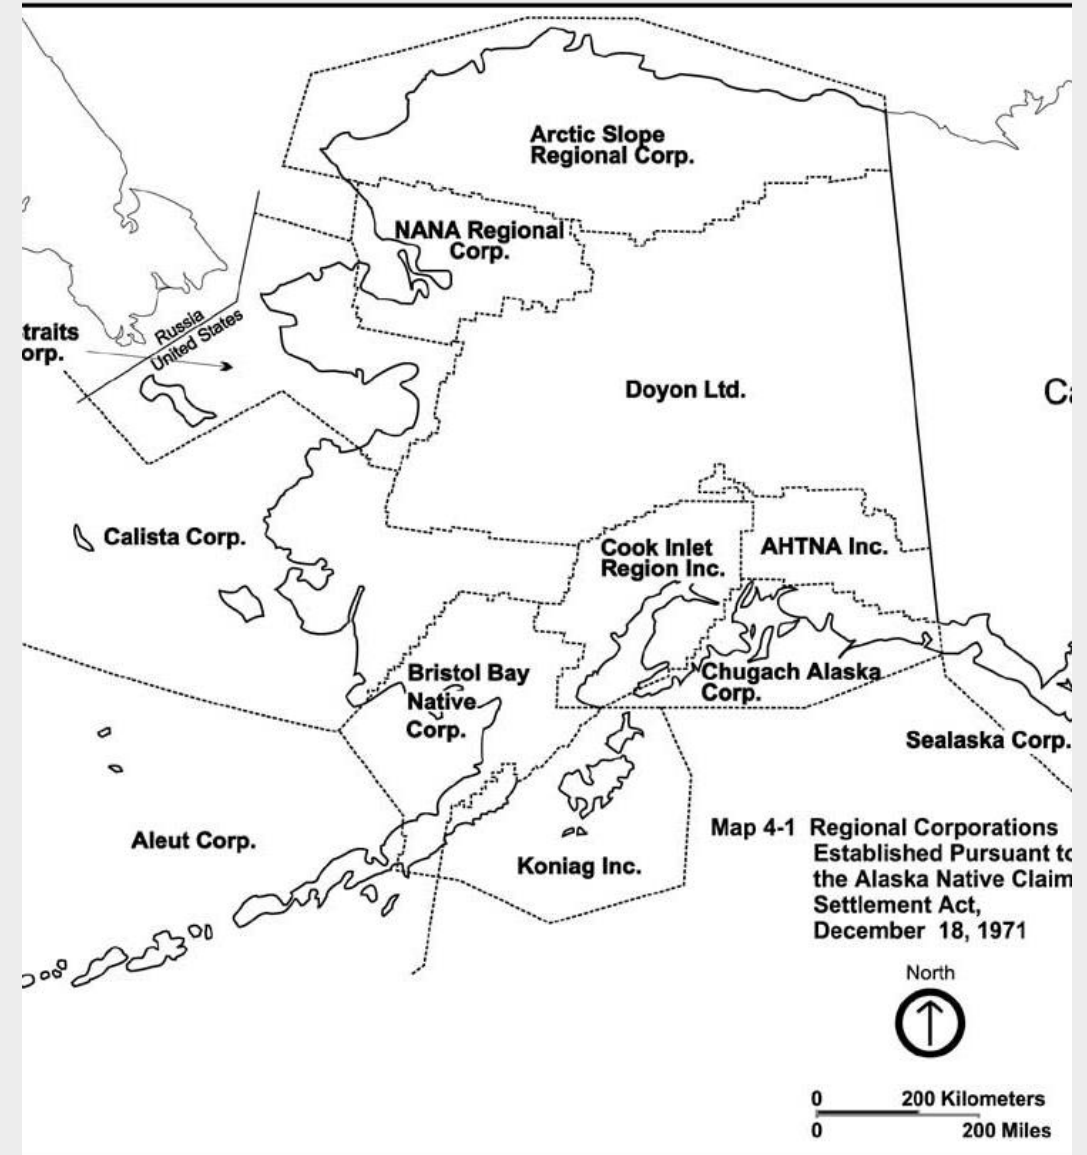 Arctic Slope
Regional Corp.
NANA Regional
Corp.
Russia
United States
traits
orp.
Doyon Ltd.
Ca
Calista Corp.
Cook Inlet
Region Inc.
AHTNA Inc.
Bristol Bay
Native
Corp.
Chugach Alaska
Corp.
Sealaska Corp.
Aleut Corp.
Koniag Inc.
Map 4-1 Regional Corporations
Established Pursuant to
the Alaska Native Claim
Settlement Act,
December 18, 1971
North
0 200 Kilometers
0 200 Miles